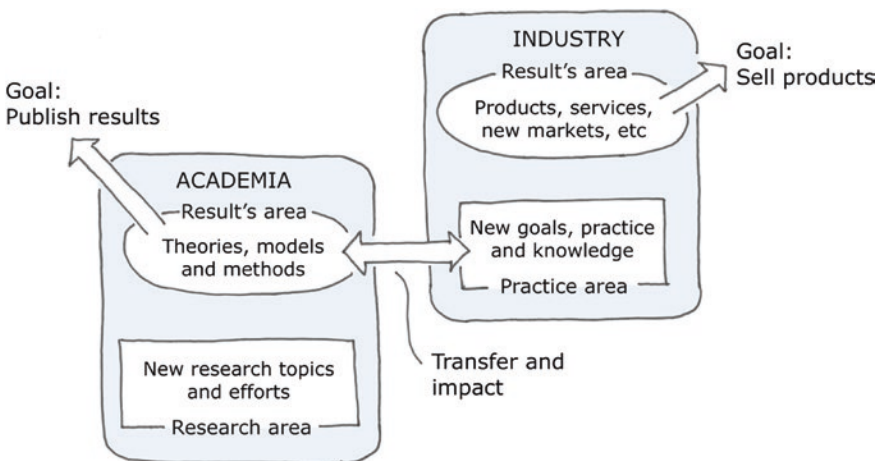 Goal:
Publish results
ACADEMIA
Result's area
Theories, models
and methods
New research topics
and efforts
Research area
Transfer and
impact
INDUSTRY
Result's area
Products, services,
new markets, etc
New goals, practice
and knowledge
Practice area
Goal:
Sell products